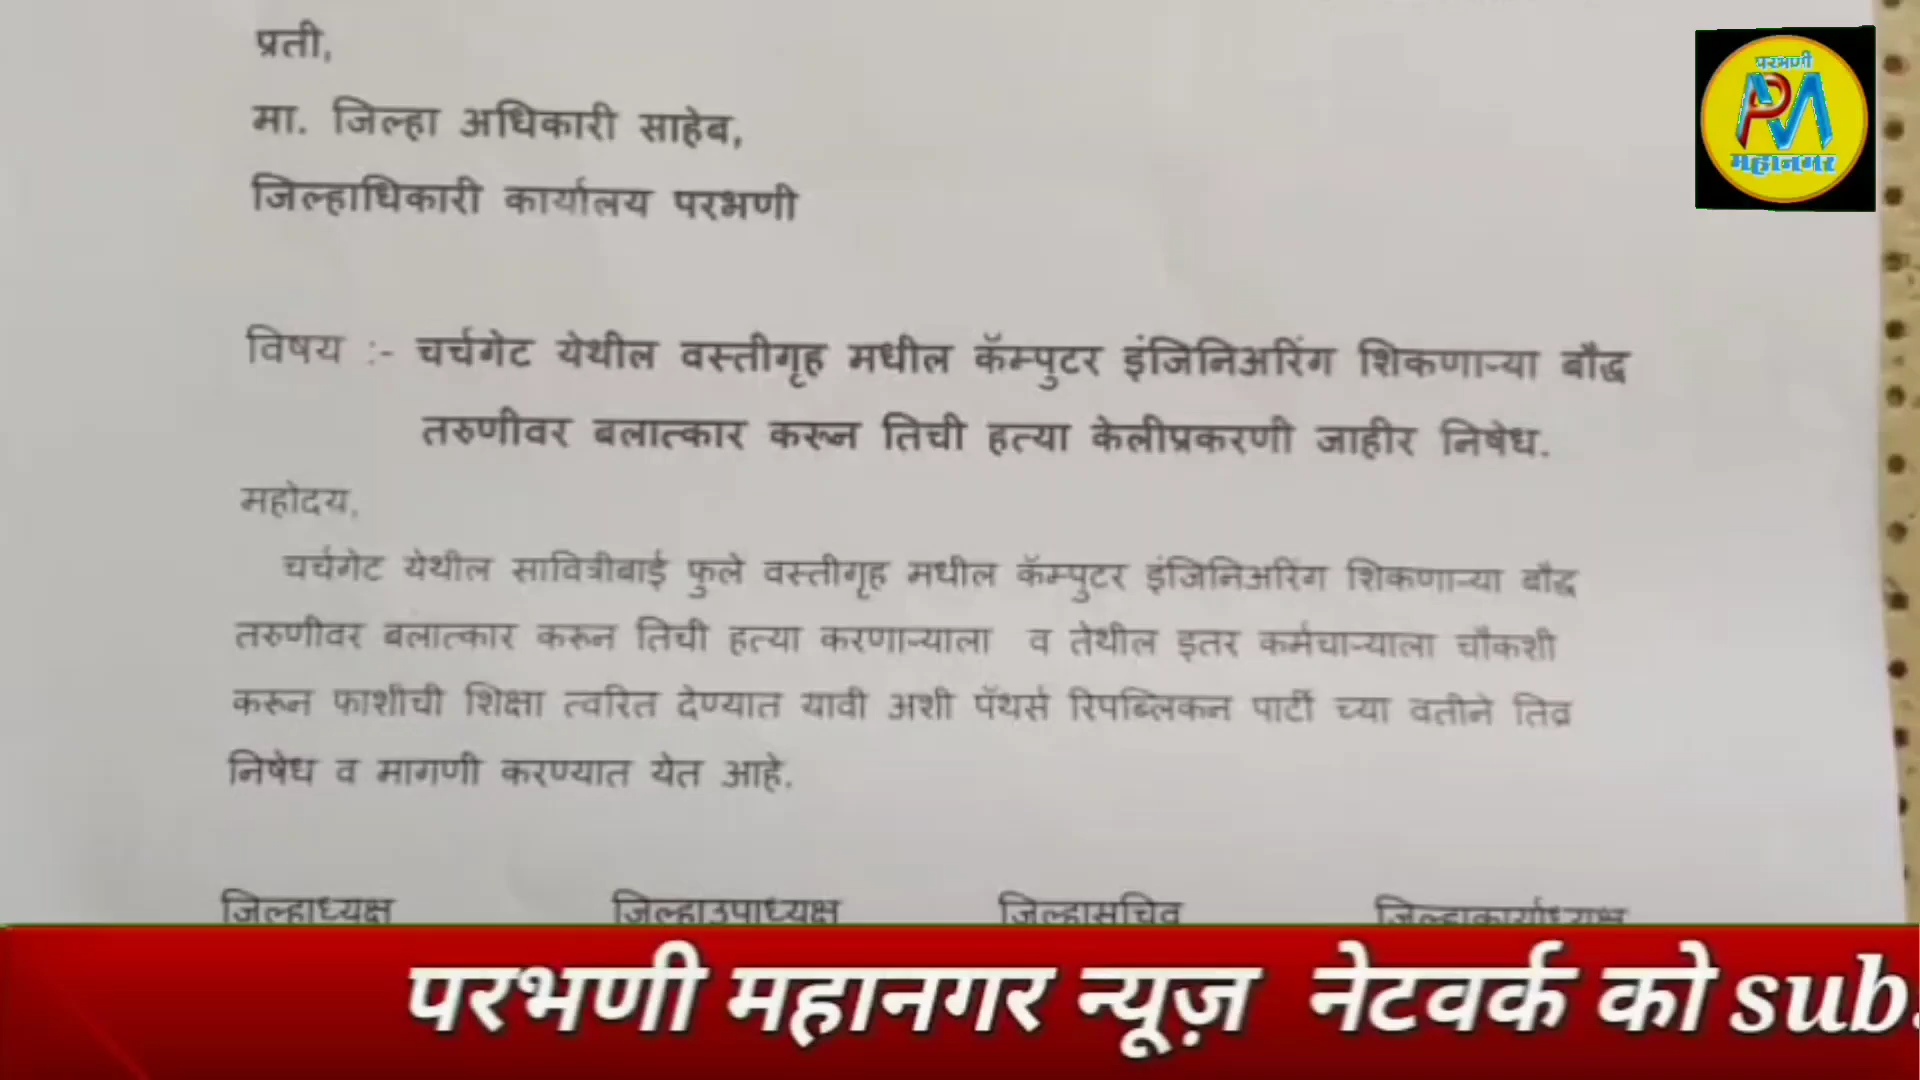 प्रती,
मा. जिल्हा अधिकारी साहेब,
जिल्हाधिकारी कार्यालय परभणी
परभणी
PM
महानगर
विषय :- चर्चगेट येथील वस्तीगृह मधील कॅम्पुटर इंजिनिअरिंग शिकणाऱ्या बौद्ध
तरुणीवर बलात्कार करून तिची हत्या केलीप्रकरणी जाहीर निषेध.
महोदय,
चर्चगेट येथील सावित्रीबाई फुले वस्तीगृह मधील कॅम्पुटर इंजिनिअरिंग शिकणाऱ्या बौद्ध
तरुणीवर बलात्कार करून तिची हत्या करणाऱ्याला व तेथील इतर कर्मचाऱ्याला चौकशी
करून फाशीची शिक्षा त्वरित देण्यात यावी अशी पॅथर्स रिपब्लिकन पार्टी च्या वतीने तिव्र
निषेध व मागणी करण्यात येत आहे.
जिल्हाध्यक्ष जिल्हाउपाध्यक्ष जिल्हासचिव जिल्हाकार्याध्यक्ष
परभणी महानगर न्यूज़ नेटवर्क को sub